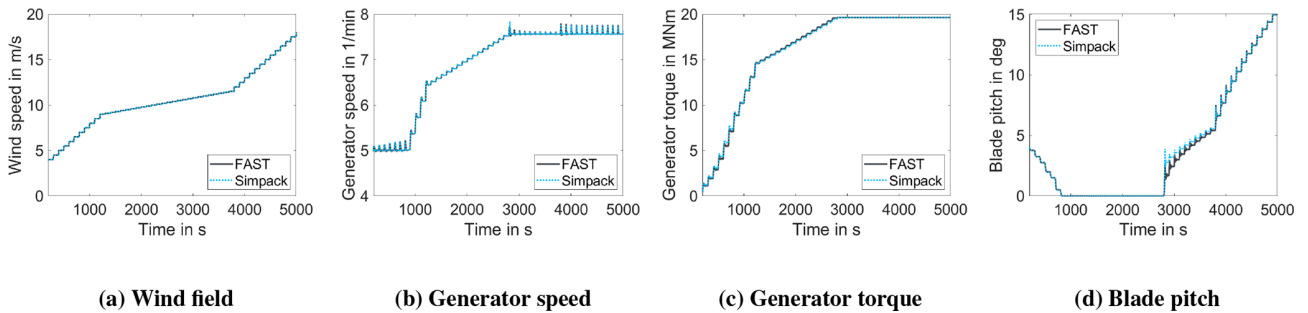 20
15
10
5
0
Wind speed in m/s
1000 2000 3000 4000 5000
Time in s
FAST
Simpack
(a) Wind field
8
7
6
5
4
Generator speed in 1/min
1000 2000 3000 4000 5000
Time in s
FAST
Simpack
(b) Generator speed
20
15
10
5
0
Generator torque in MNm
1000 2000 3000 4000 5000
Time in s
FAST
Simpack
(c) Generator torque
15
10
5
0
Blade pitch in deg
1000 2000 3000 4000 5000
Time in s
FAST
Simpack
(d) Blade pitch